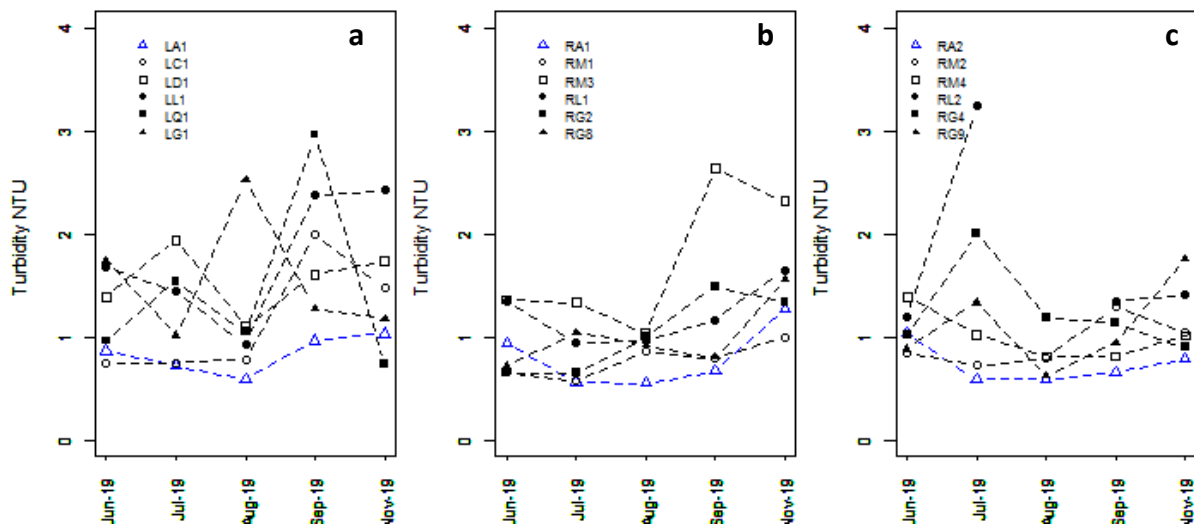 a
Turbidity NTU
4
3
2
1
0
LA1
LC1
LD1
LL1
LQ1
LG1
Jun-19
Jul-19
Aug-19
Sep-19
Nov-19
b
Turbidity NTU
4
3
2
1
0
RA1
RM1
RM3
RL1
RG2
RG8
Jun-19
Jul-19
Aug-19
Sep-19
Nov-19
c
Turbidity NTU
4
3
2
1
0
RA2
RM2
RM4
RL2
RG4
RG9
Jun-19
Jul-19
Aug-19
Sep-19
Nov-19